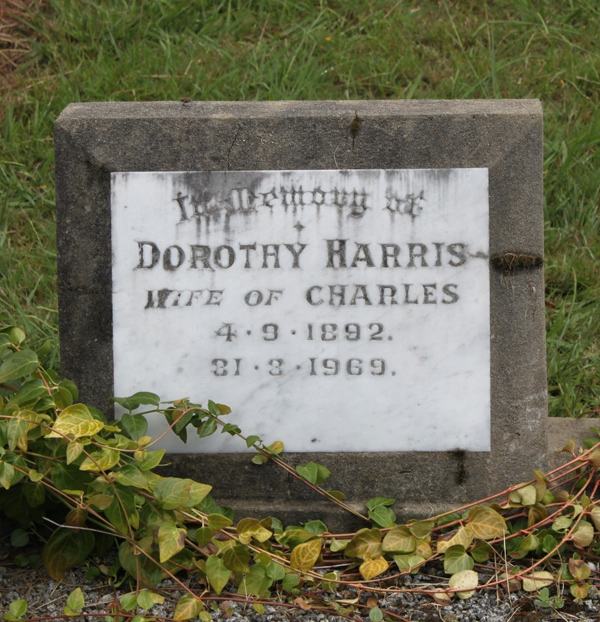 In Memory of
DOROTHY HARRIS
WIFE OF CHARLES
4·9·1892.
31·3·1969.